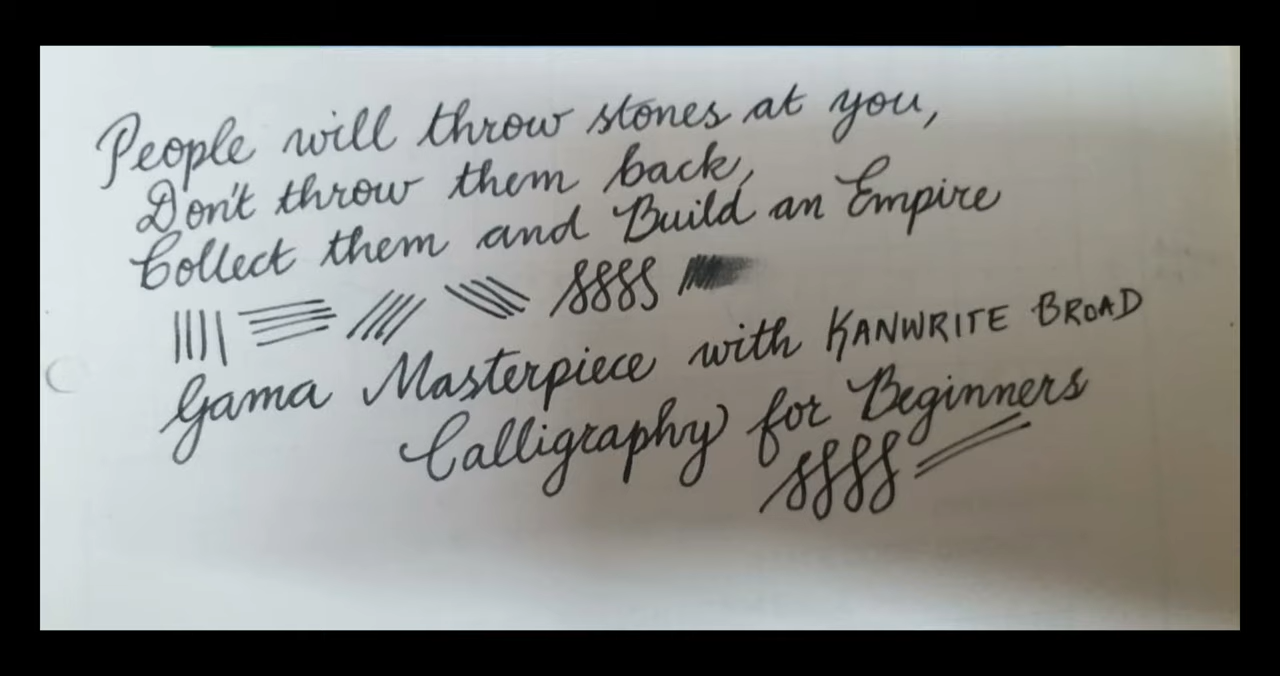 People will throw stones at you,
Don't throw them back,
Collect them and Build an Empire
Gama Masterpiece with KANWRITE BROAD
Calligraphy for Beginners